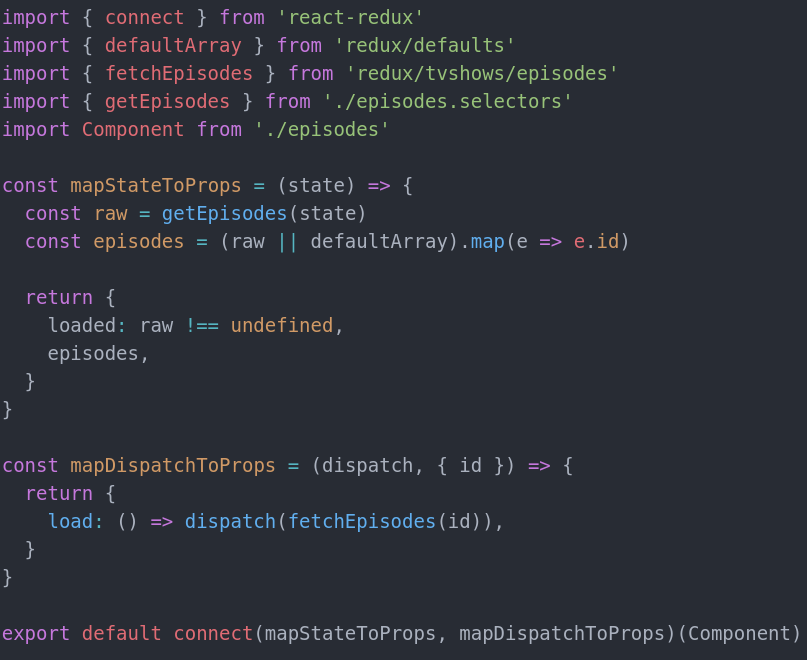 import { connect } from 'react-redux'
import { defaultArray } from 'redux/defaults'
import { fetchEpisodes } from 'redux/tvshows/episodes'
import { getEpisodes } from './episodes.selectors'
import Component from './episodes'

const mapStateToProps = (state) => {
  const raw = getEpisodes(state)
  const episodes = (raw || defaultArray).map(e => e.id)

  return {
    loaded: raw !== undefined,
    episodes,
  }
}

const mapDispatchToProps = (dispatch, { id }) => {
  return {
    load: () => dispatch(fetchEpisodes(id)),
  }
}

export default connect(mapStateToProps, mapDispatchToProps)(Component)